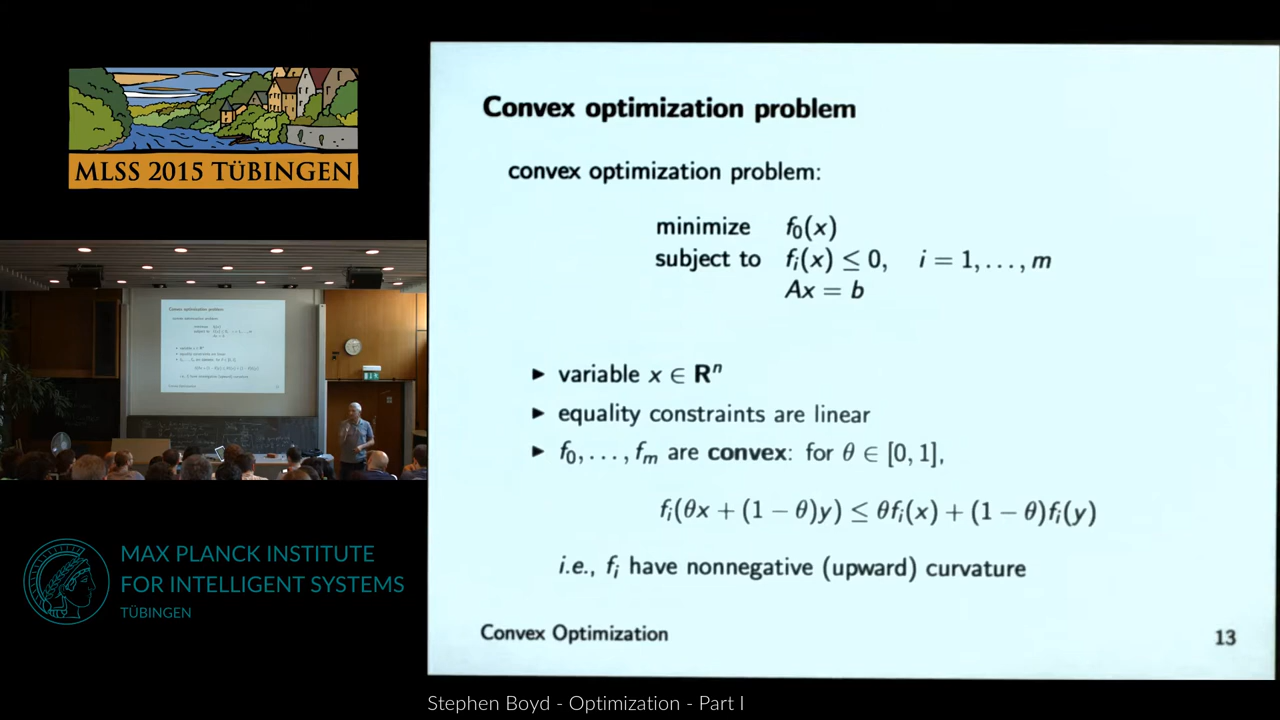 MLSS 2015 TÜBINGEN
MAX PLANCK INSTITUTE
FOR INTELLIGENT SYSTEMS
TÜBINGEN
Convex optimization problem
convex optimization problem:
minimize f₀(x)
subject to fᵢ(x) ≤ 0, i = 1, . . . , m
Ax = b
▶ variable x ∈ Rⁿ
▶ equality constraints are linear
▶ f₀, . . . , fₘ are convex: for θ ∈ [0, 1],
fᵢ(θx + (1 − θ)y) ≤ θfᵢ(x) + (1 − θ)fᵢ(y)
i.e., fᵢ have nonnegative (upward) curvature
Convex Optimization 13
Stephen Boyd - Optimization - Part I